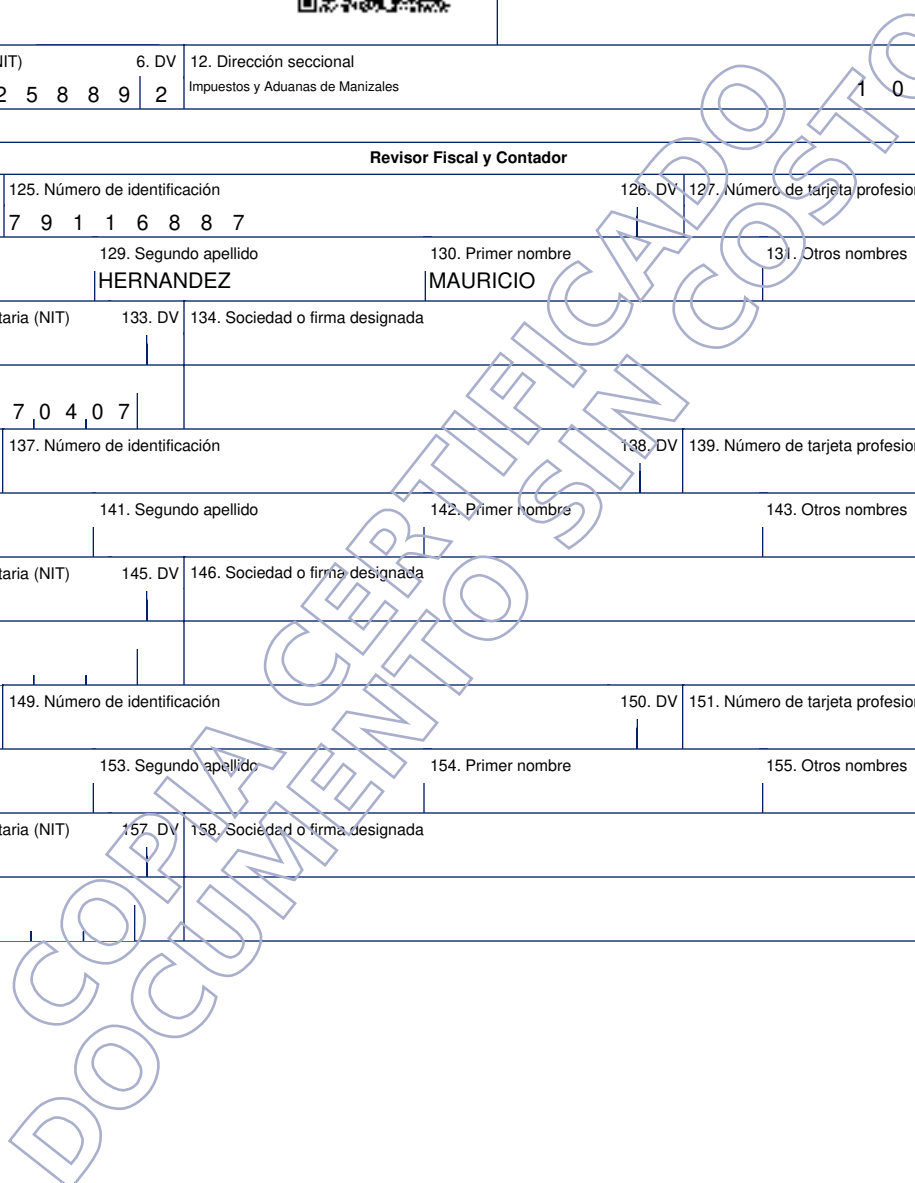 IIT) 6. DV 12. Dirección seccional
2 5 8 8 9 2 Impuestos y Aduanas de Manizales 1 0
Revisor Fiscal y Contador
125. Número de identificación 126. DV 127. Número de tarjeta profesion
7 9 1 1 6 8 8 7
129. Segundo apellido 130. Primer nombre 131. Otros nombres
HERNANDEZ MAURICIO
taria (NIT) 133. DV 134. Sociedad o firma designada
7 0 4 0 7
137. Número de identificación 138. DV 139. Número de tarjeta profesion
141. Segundo apellido 142. Primer nombre 143. Otros nombres
taria (NIT) 145. DV 146. Sociedad o firma designada
149. Número de identificación 150. DV 151. Número de tarjeta profesion
153. Segundo apellido 154. Primer nombre 155. Otros nombres
taria (NIT) 157. DV 158. Sociedad o firma designada
COPIA CERTIFICADO
DOCUMENTO SIN COSTO